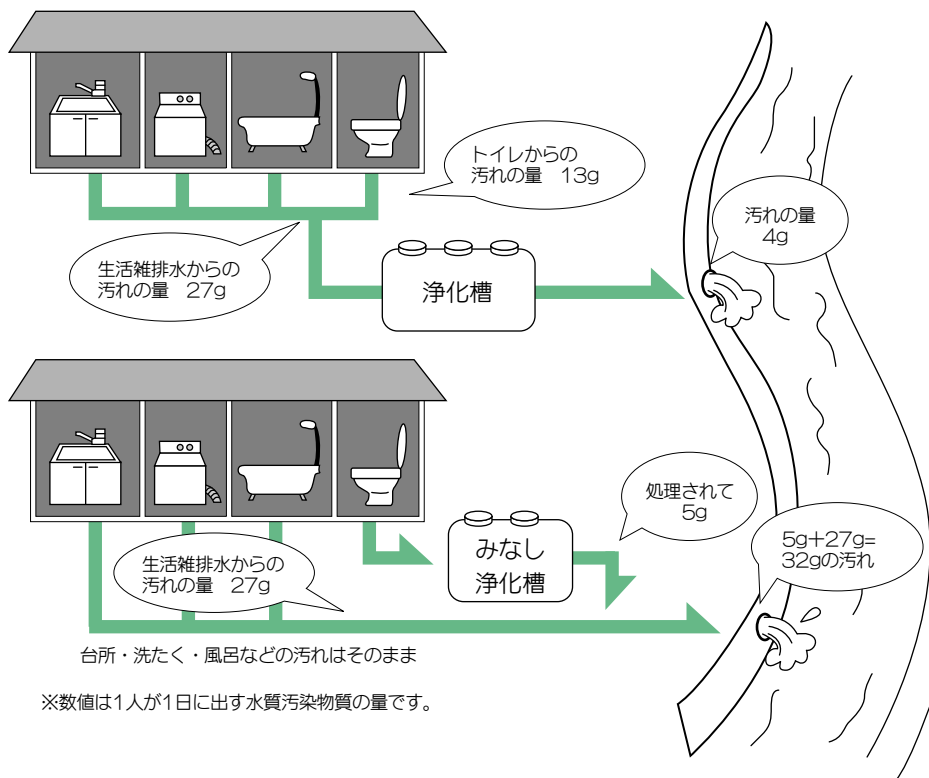 トイレからの
汚れの量　13g
生活雑排水からの
汚れの量　27g
浄化槽
汚れの量
4g
処理されて
5g
みなし
浄化槽
5g＋27g=
32gの汚れ
生活雑排水からの
汚れの量　27g
台所・洗たく・風呂などの汚れはそのまま
※数値は1人が1日に出す水質汚染物質の量です。